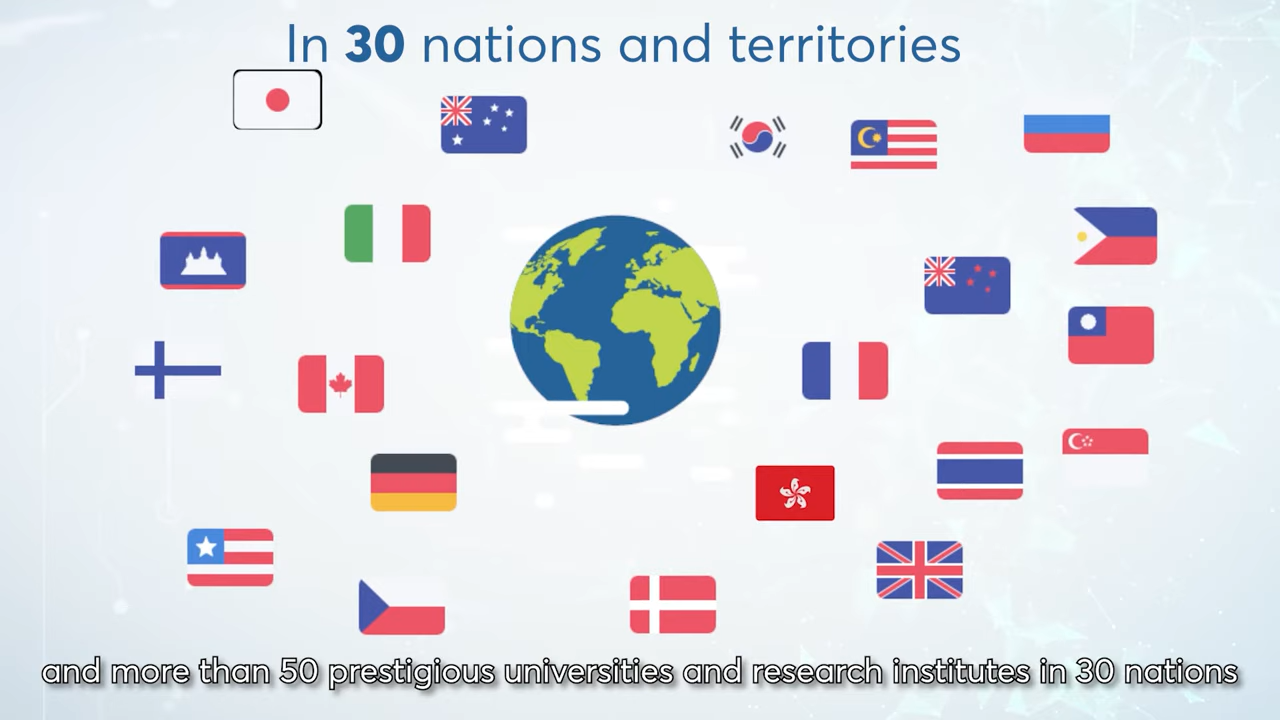 In 30 nations and territories
and more than 50 prestigious universities and research institutes in 30 nations